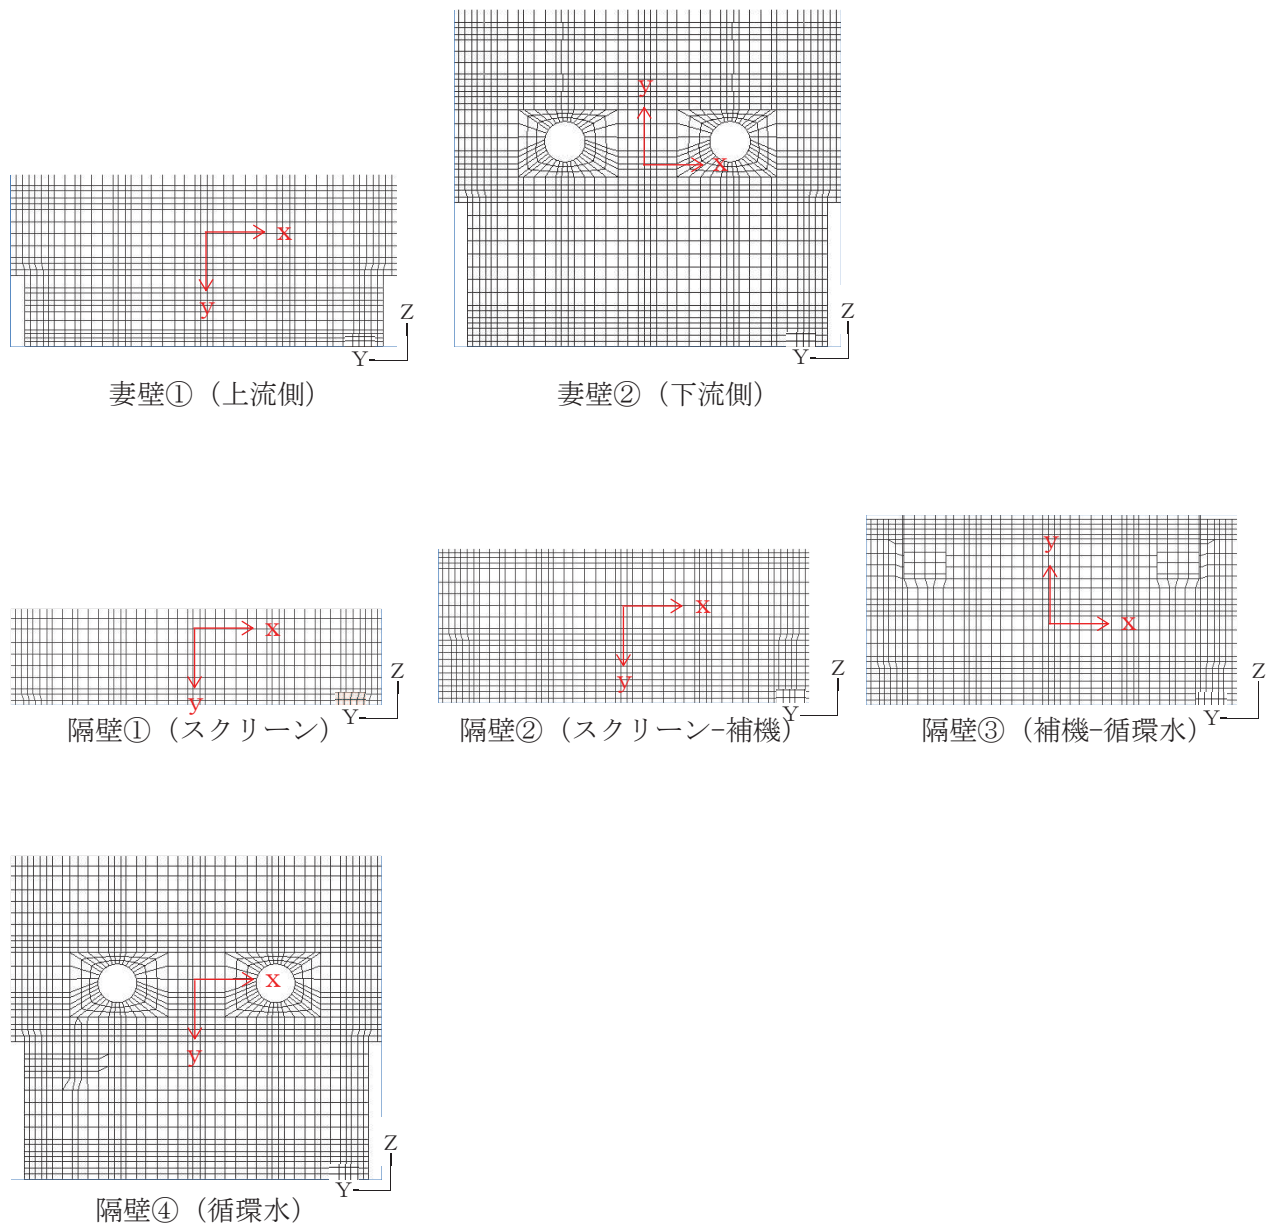 y
x
x
y
Z
Y
Z
Y
妻壁①（上流側）
妻壁②（下流側）
y
x
x
x
y
y
Z
Y
Z
Y
Z
Y
隔壁①（スクリーン）
隔壁②（スクリーン−補機）
隔壁③（補機−循環水）
x
y
Z
Y
隔壁④（循環水）